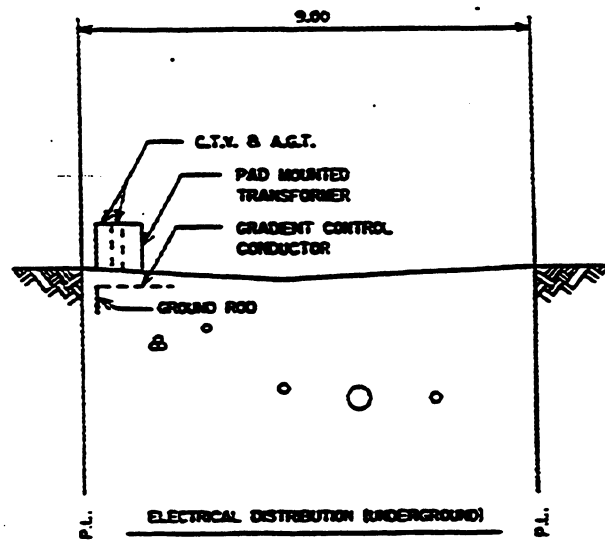 9.00
C.T.V. & A.G.T.
PAD MOUNTED
TRANSFORMER
GRADIENT CONTROL
CONDUCTOR
GROUND ROD
P.L.
ELECTRICAL DISTRIBUTION (UNDERGROUND)
P.L.